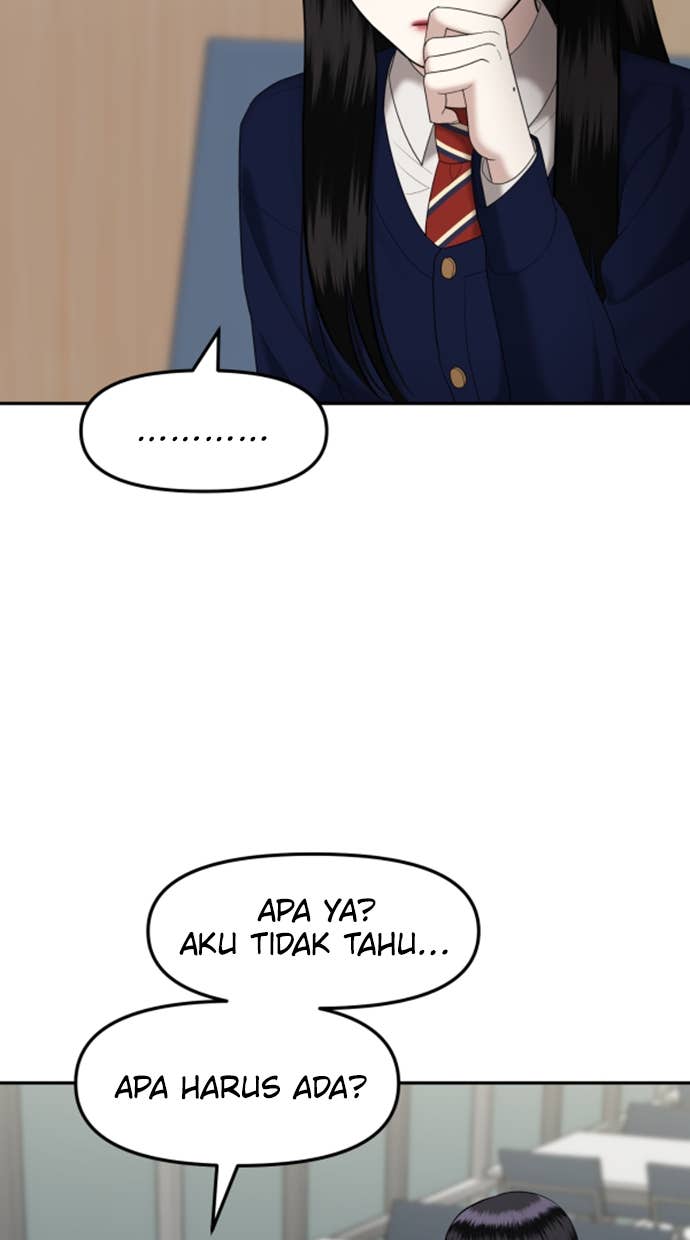 ............
APA YA?
AKU TIDAK TAHU...
APA HARUS ADA?